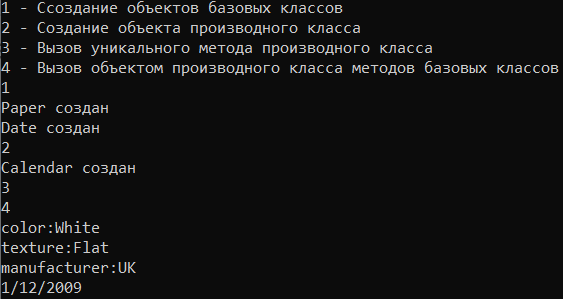 1 - Ссоздание объектов базовых классов
2 - Создание объекта производного класса
3 - Вызов уникального метода производного класса
4 - Вызов объектом производного класса методов базовых классов
1
Paper создан
Date создан
2
Calendar создан
3
4
color:White
texture:Flat
manufacturer:UK
1/12/2009